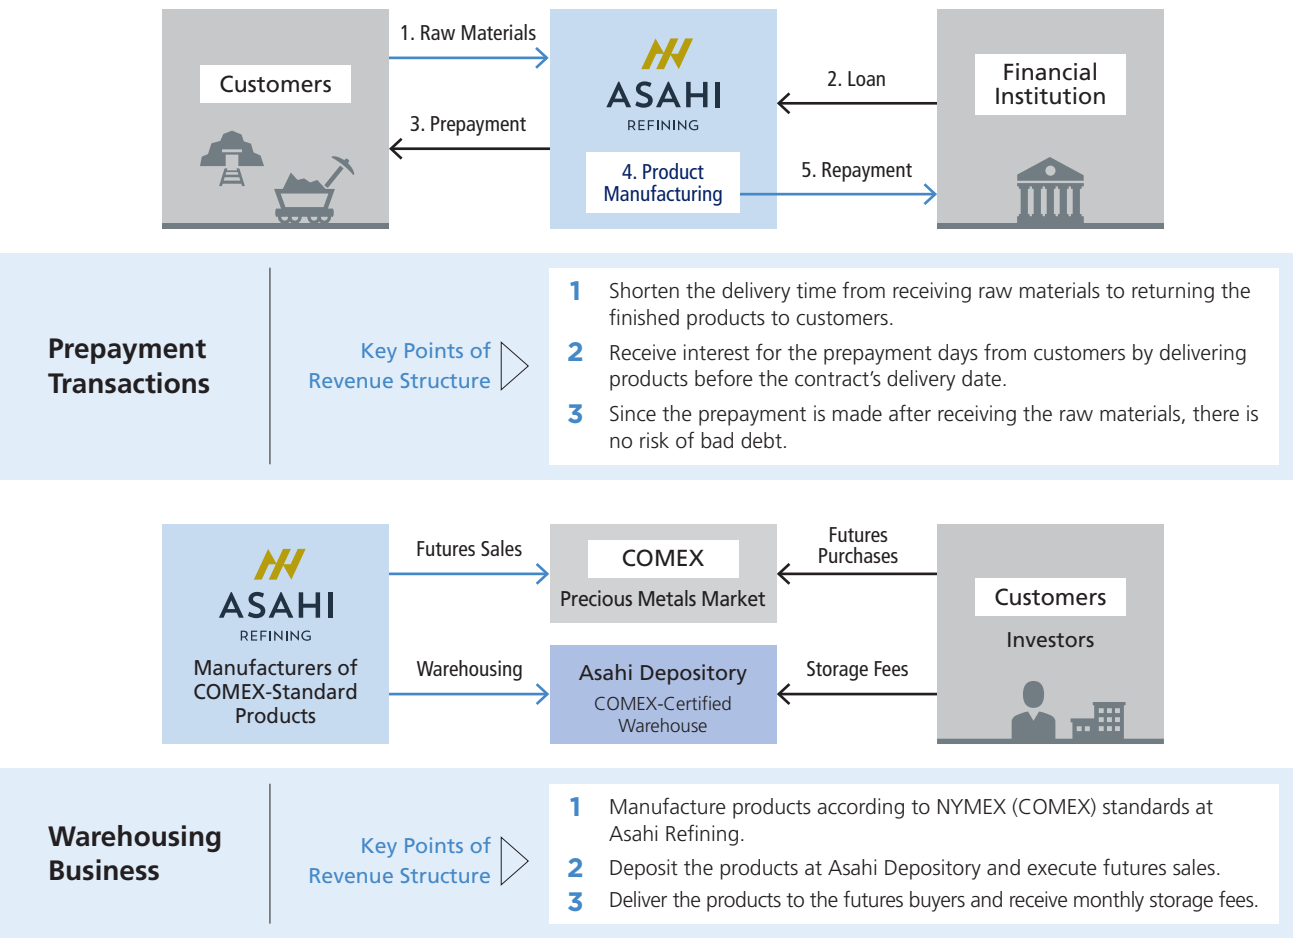 1. Raw Materials
Customers
3. Prepayment
ASAHI
REFINING
4. Product
Manufacturing
2. Loan
5. Repayment
Financial
Institution
Prepayment
Transactions
Key Points of
Revenue Structure
1 Shorten the delivery time from receiving raw materials to returning the
finished products to customers.
2 Receive interest for the prepayment days from customers by delivering
products before the contract's delivery date.
3 Since the prepayment is made after receiving the raw materials, there is
no risk of bad debt.
ASAHI
REFINING
Manufacturers of
COMEX-Standard
Products
Futures Sales
Warehousing
COMEX
Precious Metals Market
Asahi Depository
COMEX-Certified
Warehouse
Futures
Purchases
Storage Fees
Customers
Investors
Warehousing
Business
Key Points of
Revenue Structure
1 Manufacture products according to NYMEX (COMEX) standards at
Asahi Refining.
2 Deposit the products at Asahi Depository and execute futures sales.
3 Deliver the products to the futures buyers and receive monthly storage fees.